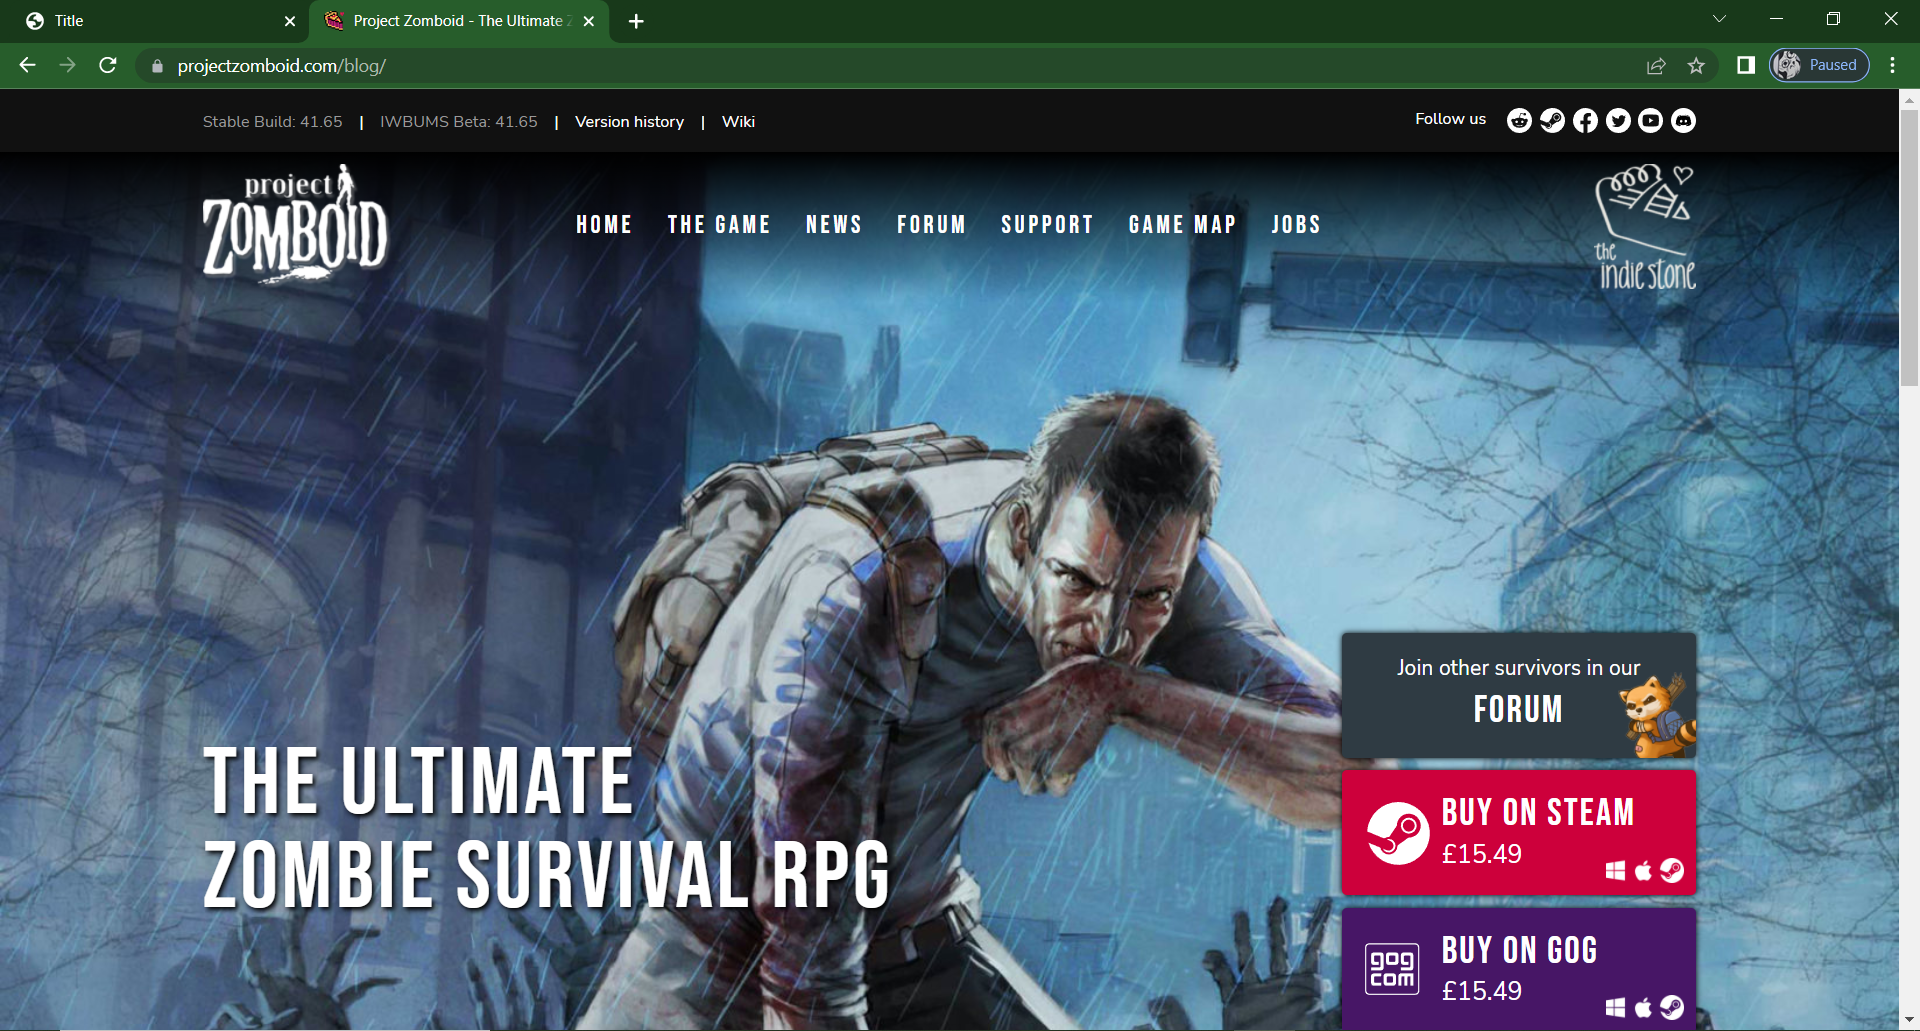 Title
Project Zomboid - The Ultimate
projectzomboid.com/blog/
Paused
Stable Build: 41.65 | IWBUMS Beta: 41.65 | Version history | Wiki
Follow us
project
ZOMBOID
HOME THE GAME NEWS FORUM SUPPORT GAME MAP JOBS
the
indie stone
Join other survivors in our
FORUM
THE ULTIMATE
ZOMBIE SURVIVAL RPG
BUY ON STEAM
£15.49
BUY ON GOG
£15.49
gog
com